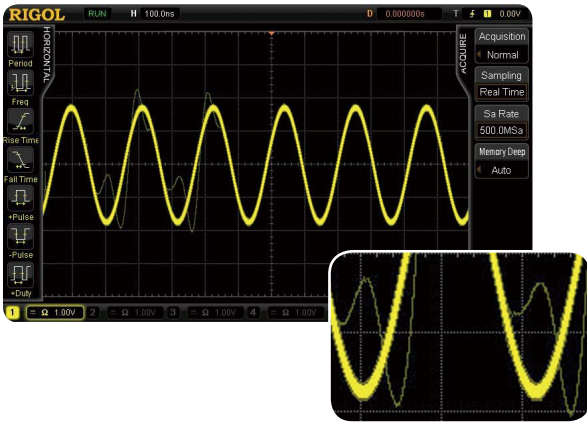 RIGOL RUN H 100.0ns D 0.000000s T 1 0.00V
HORIZONTAL
Period
Freq
Rise Time
Fall Time
+Pulse
-Pulse
+Duty
ACQUIRE
Acquisition
Normal
Sampling
Real Time
Sa Rate
500.0MSa
Memory Deep
Auto
1 = Ω 1.00V 2 = Ω 1.00V 3 = Ω 1.00V 4 = Ω 1.00V